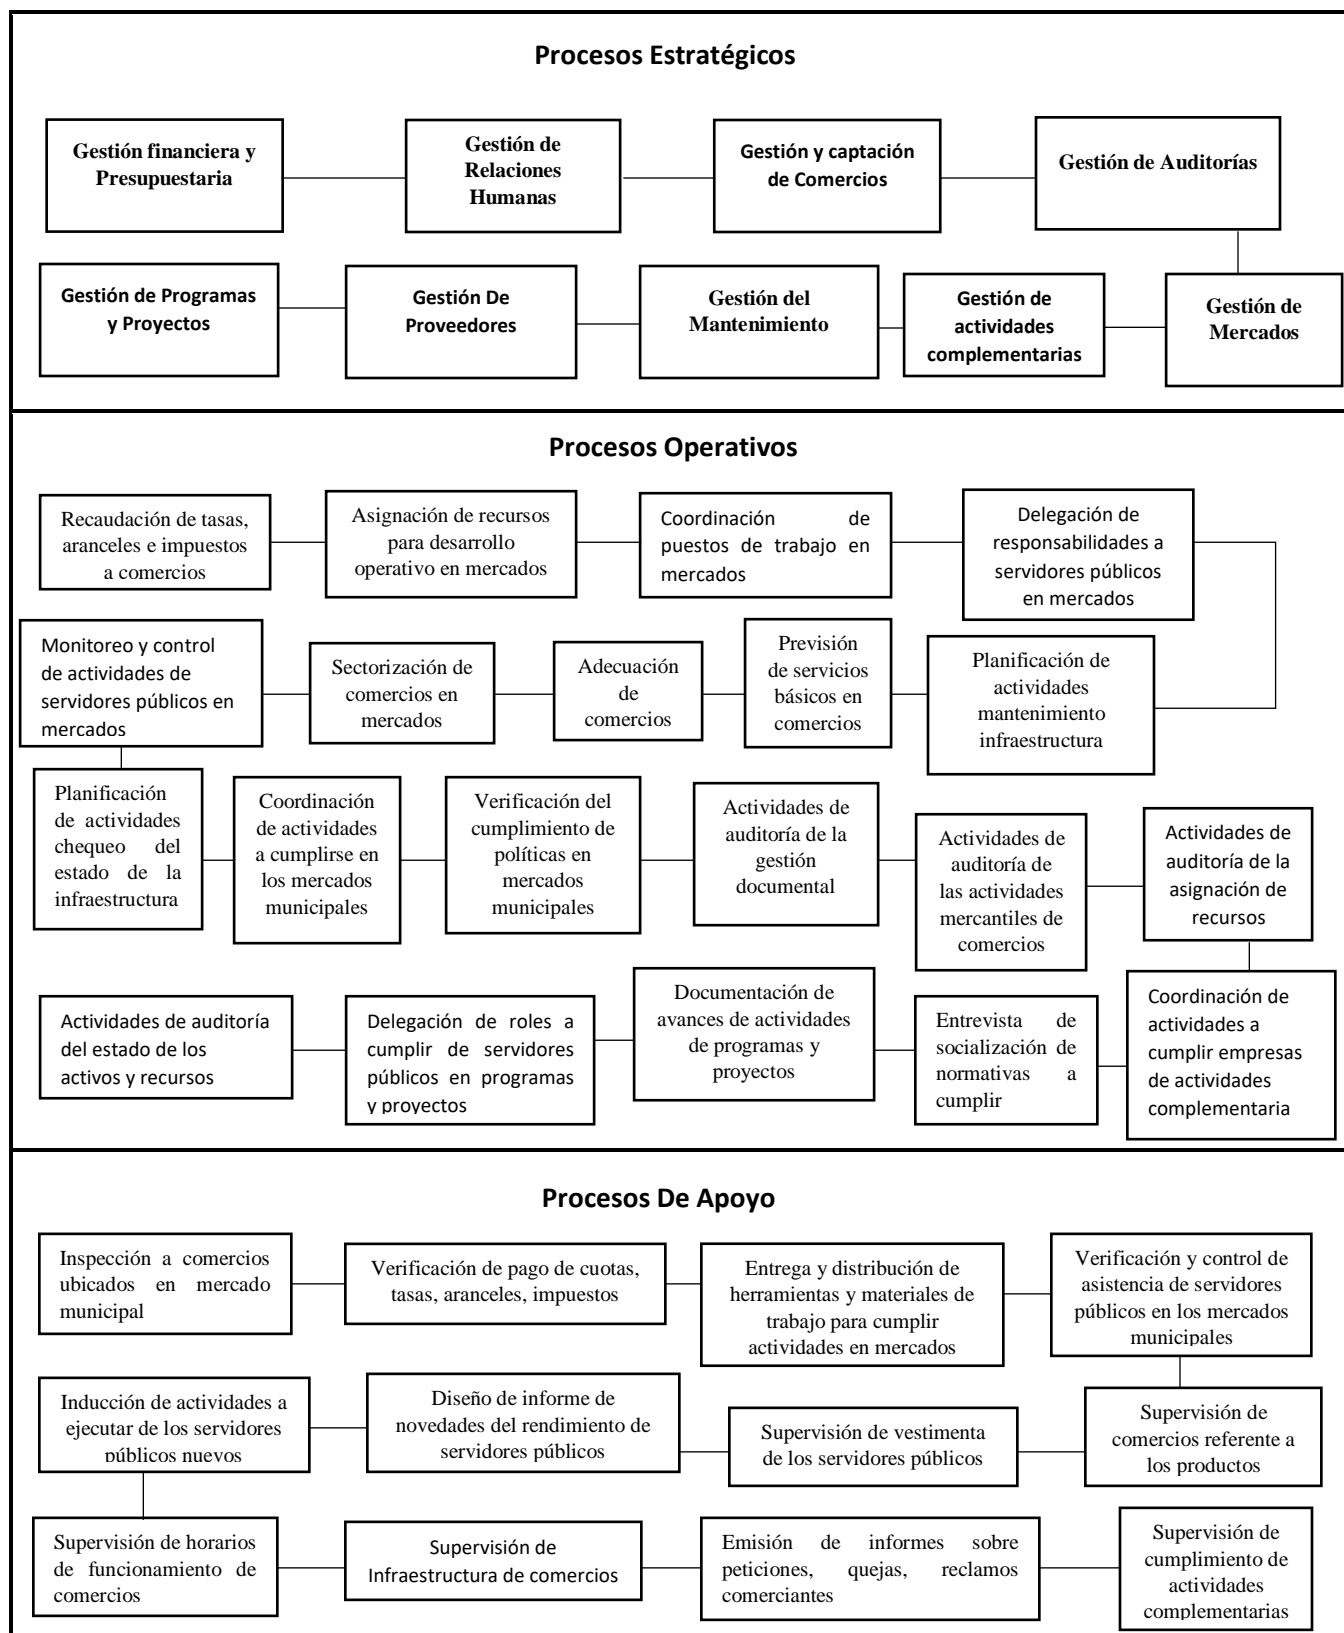 Procesos Estratégicos
Gestión financiera y
Presupuestaria
Gestión de
Relaciones
Humanas
Gestión y captación
de Comercios
Gestión de Auditorías
Gestión de Programas
y Proyectos
Gestión De
Proveedores
Gestión del
Mantenimiento
Gestión de
actividades
complementarias
Gestión de
Mercados
Procesos Operativos
Recaudación de tasas,
aranceles e impuestos
a comercios
Asignación de recursos
para desarrollo
operativo en mercados
Coordinación de
puestos de trabajo en
mercados
Delegación de
responsabilidades a
servidores públicos
en mercados
Monitoreo y control
de actividades de
servidores públicos en
mercados
Sectorización de
comercios en
mercados
Adecuación
de
comercios
Previsión
de servicios
básicos en
comercios
Planificación de
actividades
mantenimiento
infraestructura
Planificación
de actividades
chequeo del
estado de la
infraestructura
Coordinación
de actividades
a cumplirse en
los mercados
municipales
Verificación del
cumplimiento de
políticas en
mercados
municipales
Actividades de
auditoría de la
gestión
documental
Actividades de
auditoría de
las actividades
mercantiles de
comercios
Actividades de
auditoría de la
asignación de
recursos
Actividades de auditoría
del estado de los
activos y recursos
Delegación de roles a
cumplir de servidores
públicos en programas
y proyectos
Documentación de
avances de actividades
de programas y
proyectos
Entrevista de
socialización de
normativas a
cumplir
Coordinación de
actividades a
cumplir empresas
de actividades
complementaria
Procesos De Apoyo
Inspección a comercios
ubicados en mercado
municipal
Verificación de pago de cuotas,
tasas, aranceles, impuestos
Entrega y distribución de
herramientas y materiales de
trabajo para cumplir
actividades en mercados
Verificación y control de
asistencia de servidores
públicos en los mercados
municipales
Inducción de actividades a
ejecutar de los servidores
públicos nuevos
Diseño de informe de
novedades del rendimiento de
servidores públicos
Supervisión de vestimenta
de los servidores públicos
Supervisión de
comercios referente a
los productos
Supervisión de horarios
de funcionamiento de
comercios
Supervisión de
Infraestructura de comercios
Emisión de informes sobre
peticiones, quejas, reclamos
comerciantes
Supervisión de
cumplimiento de
actividades
complementarias